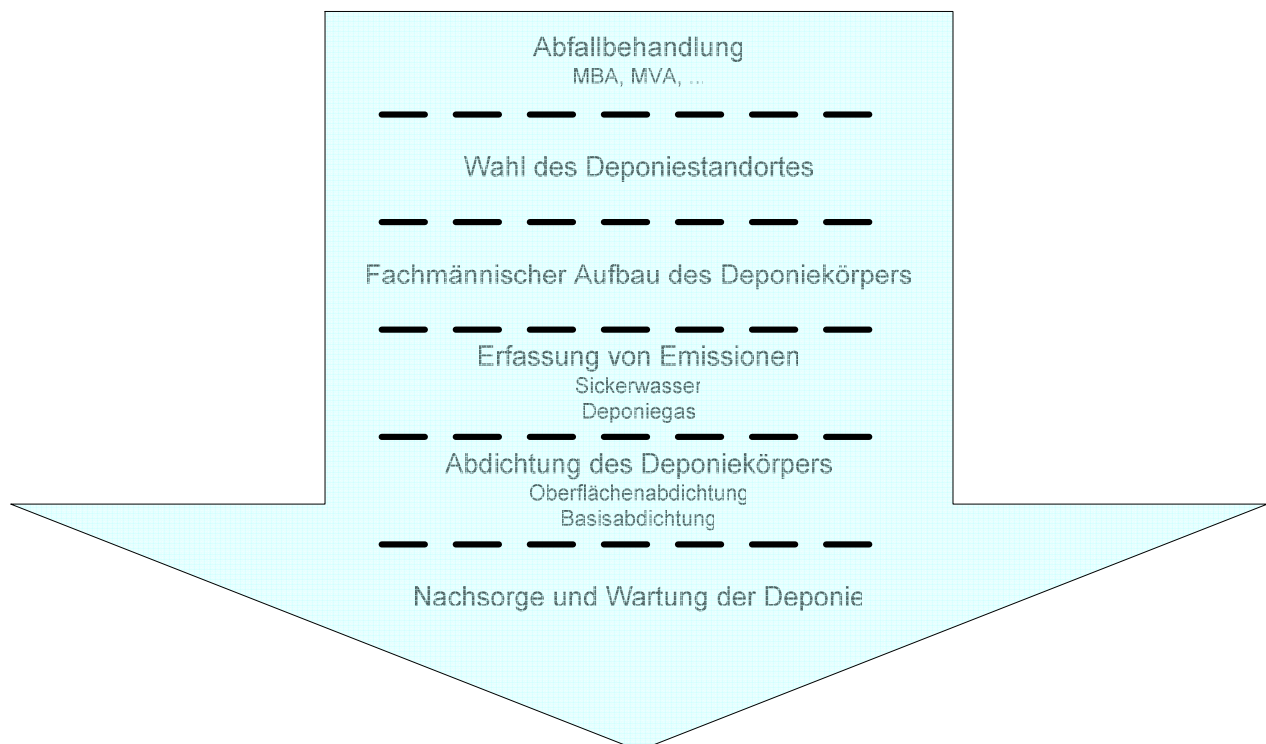 Abfallbehandlung
MBA, MVA, ...
Wahl des Deponiestandortes
Fachmännischer Aufbau des Deponiekörpers
Erfassung von Emissionen
Sickerwasser
Deponiegas
Abdichtung des Deponiekörpers
Oberflächenabdichtung
Basisabdichtung
Nachsorge und Wartung der Deponie